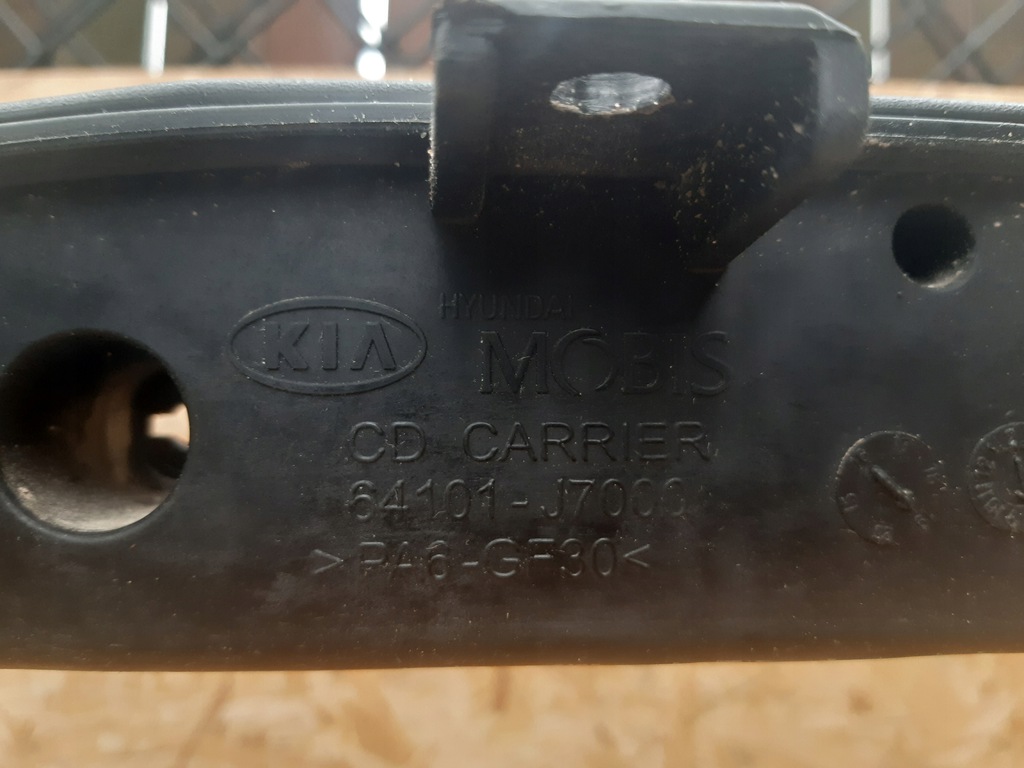 KIA
HYUNDAI
MOBIS
CD CARRIER
64101-J7000
>PA6-GF30<